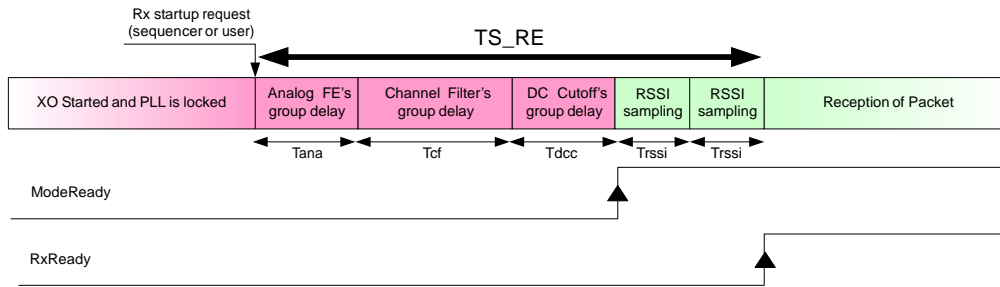 Rx startup request
(sequencer or user)
TS_RE
XO Started and PLL is locked
Analog FE's
group delay
Channel Filter's
group delay
DC Cutoff's
group delay
RSSI
sampling
RSSI
sampling
Reception of Packet
Tana
Tcf
Tdcc
Trssi
Trssi
ModeReady
RxReady